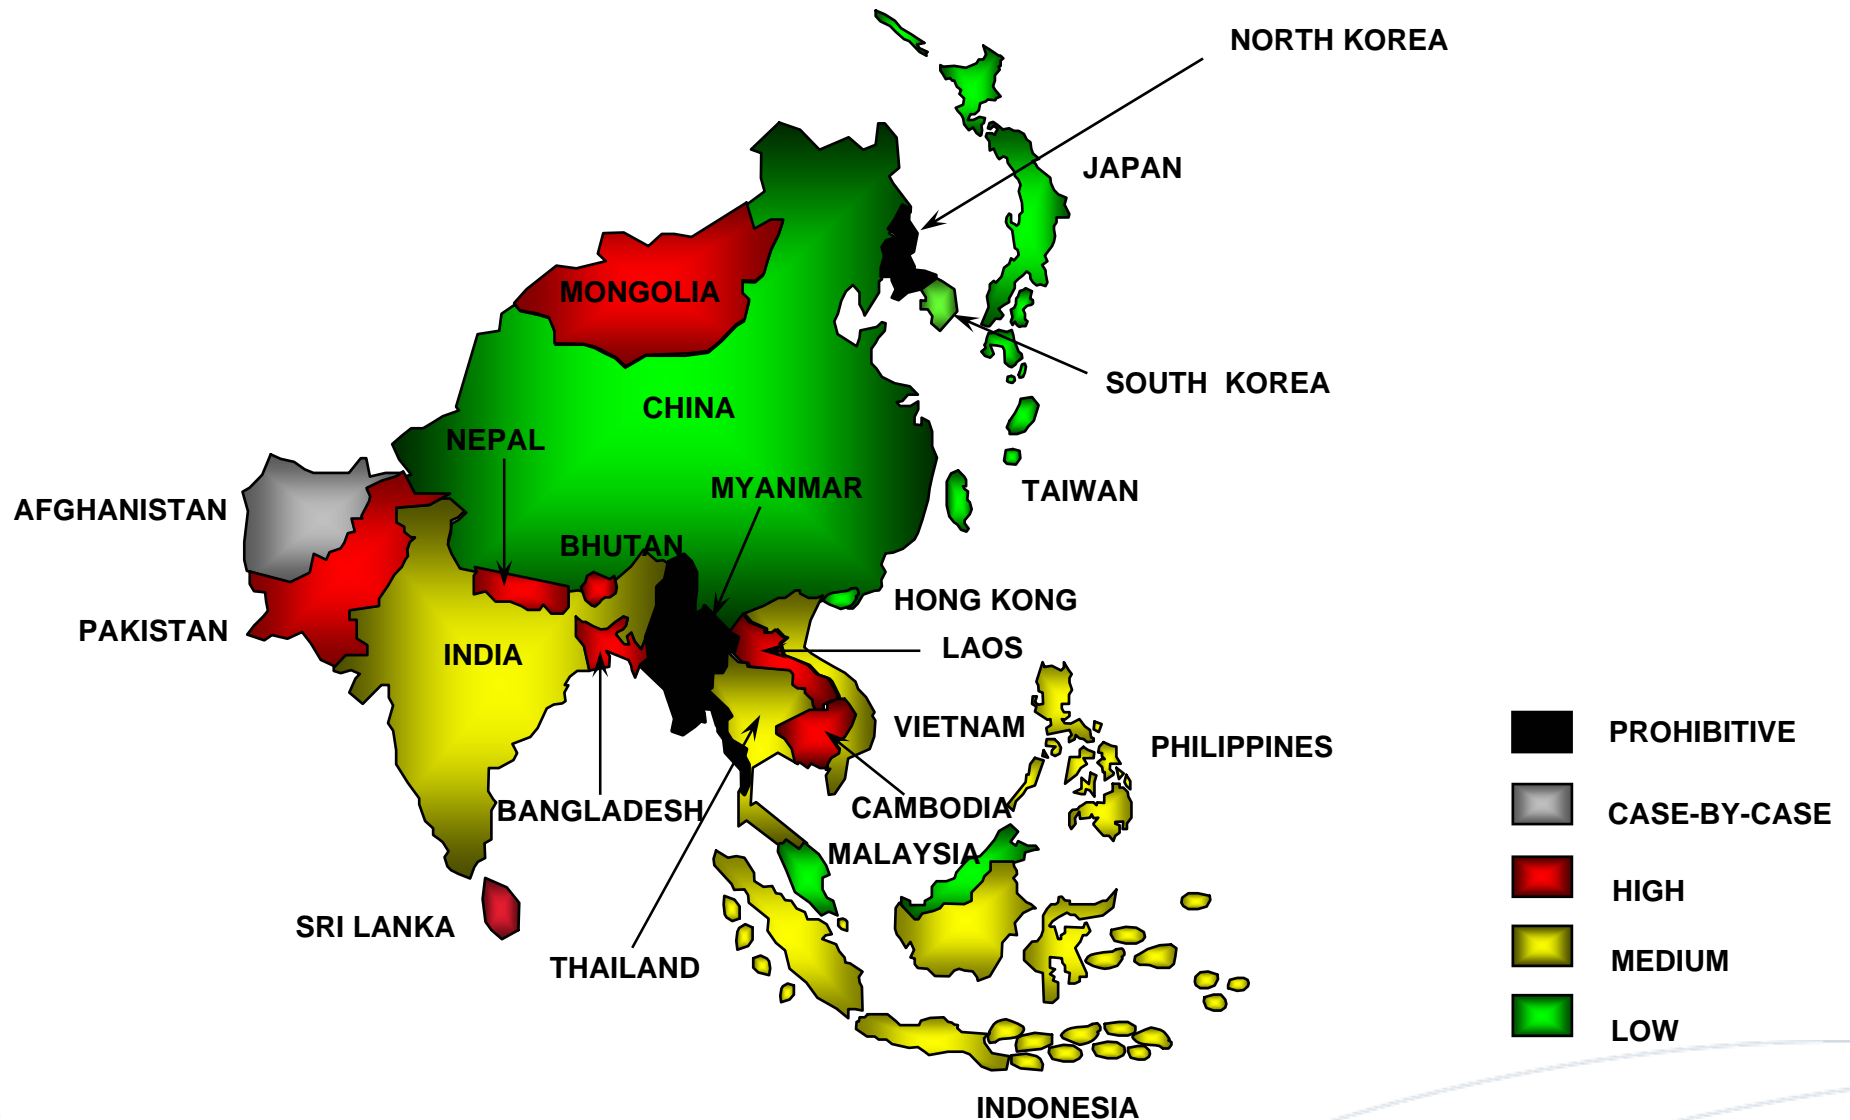 NORTH KOREA
JAPAN
MONGOLIA
SOUTH  KOREA
CHINA
NEPAL
MYANMAR
TAIWAN
AFGHANISTAN
BHUTAN
HONG KONG
PAKISTAN
LAOS
INDIA
VIETNAM
PHILIPPINES
BANGLADESH
CAMBODIA
MALAYSIA
SRI LANKA
THAILAND
INDONESIA
PROHIBITIVE
CASE-BY-CASE
HIGH
MEDIUM
LOW